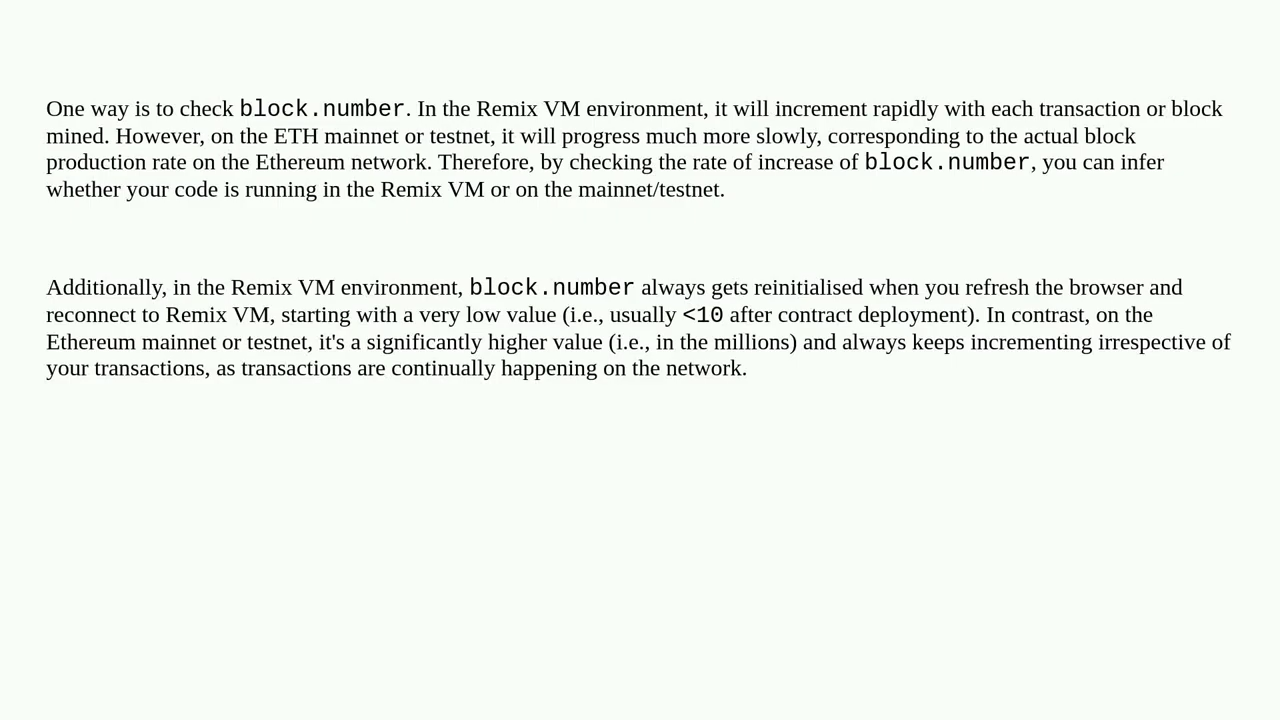 One way is to check block.number. In the Remix VM environment, it will increment rapidly with each transaction or block
mined. However, on the ETH mainnet or testnet, it will progress much more slowly, corresponding to the actual block
production rate on the Ethereum network. Therefore, by checking the rate of increase of block.number, you can infer
whether your code is running in the Remix VM or on the mainnet/testnet.
Additionally, in the Remix VM environment, block.number always gets reinitialised when you refresh the browser and
reconnect to Remix VM, starting with a very low value (i.e., usually <10 after contract deployment). In contrast, on the
Ethereum mainnet or testnet, it's a significantly higher value (i.e., in the millions) and always keeps incrementing irrespective of
your transactions, as transactions are continually happening on the network.